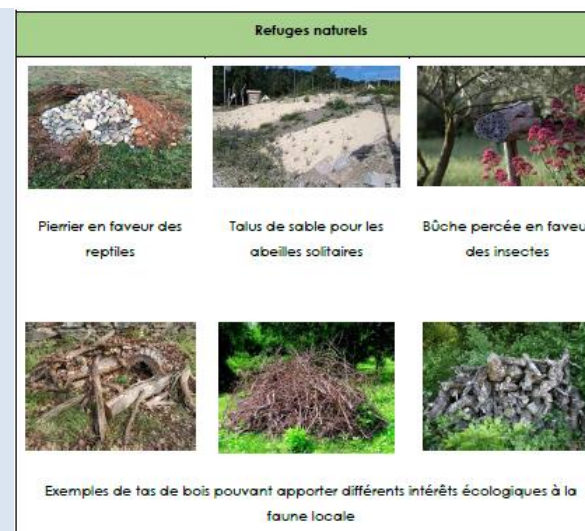 Refuges naturels
Pierrier en faveur des
reptiles
Talus de sable pour les
abeilles solitaires
Bûche percée en faveu
des insectes
Exemples de tas de bois pouvant apporter différents intérêts écologiques à la
faune locale